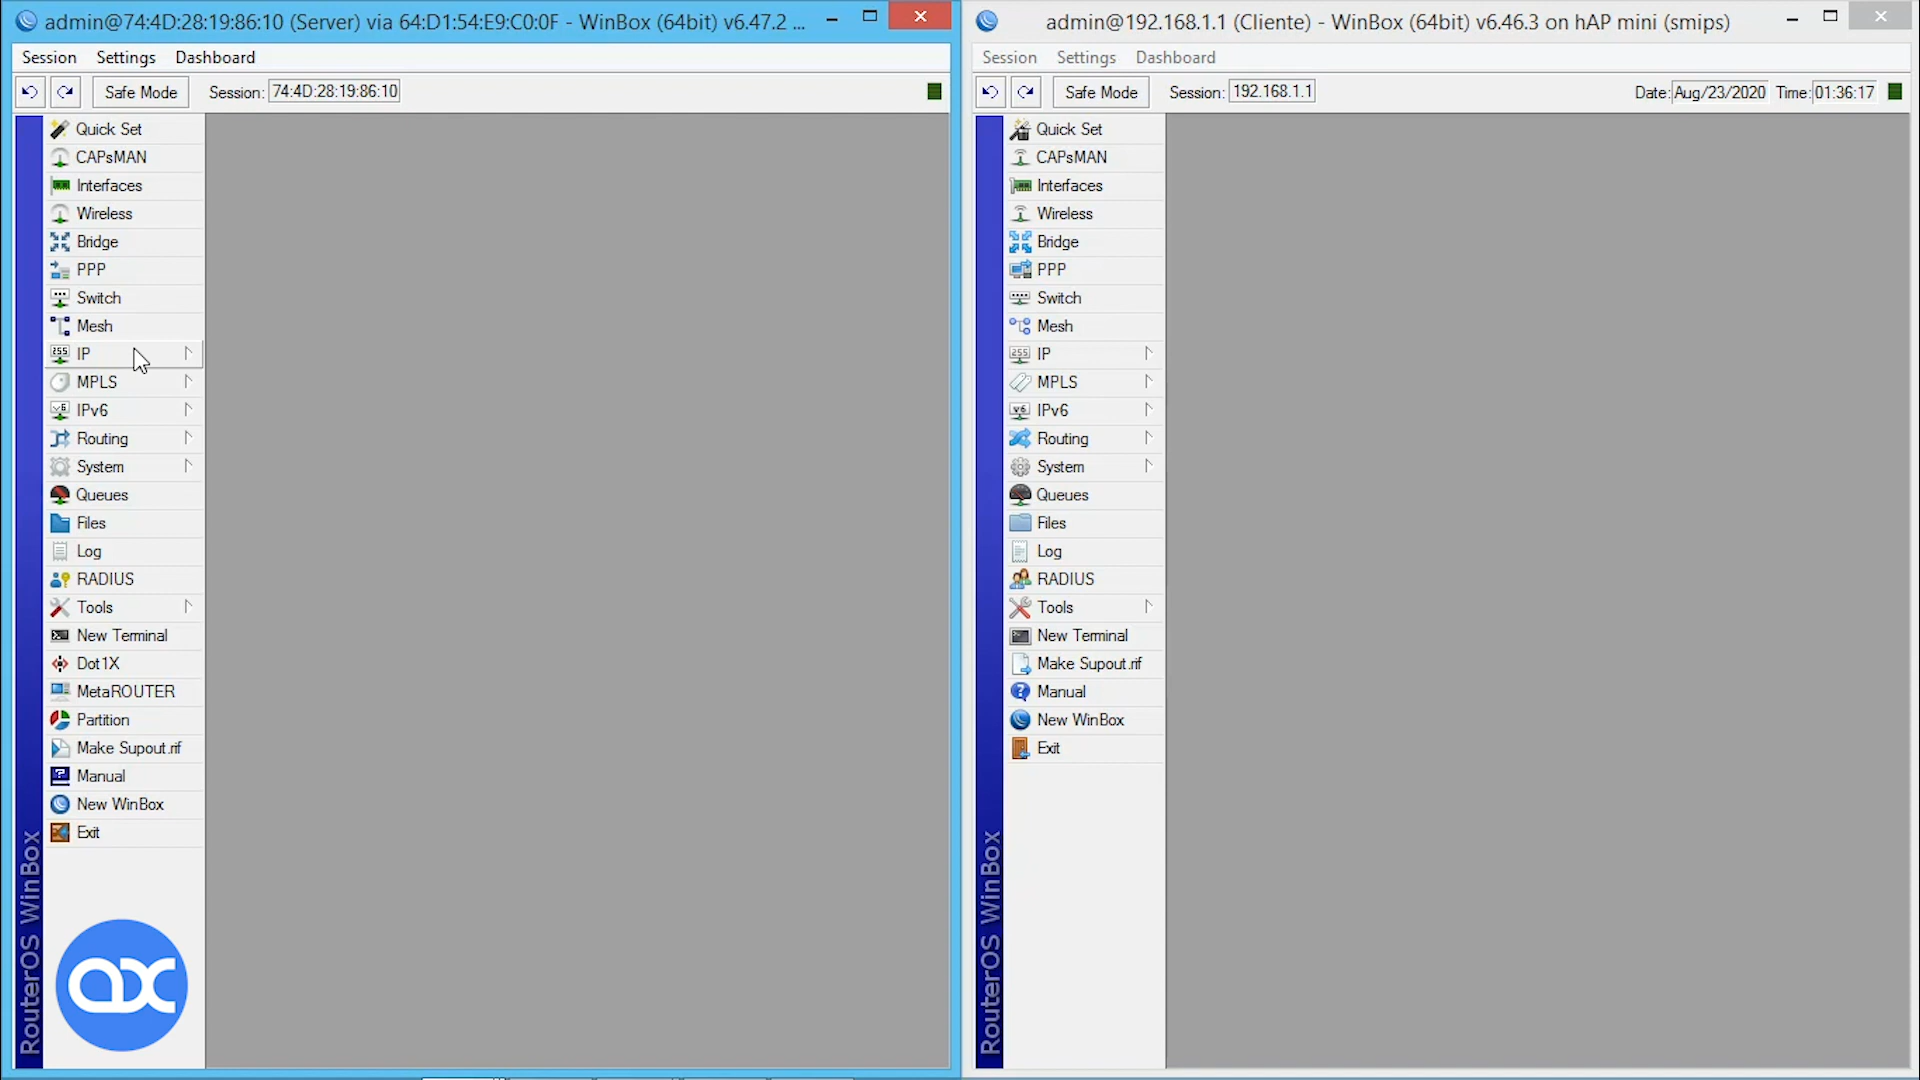 admin@74:4D:28:19:86:10 (Server) via 64:D1:54:E9:C0:0F - WinBox (64bit) v6.47.2 ...
Session Settings Dashboard
Safe Mode Session: 74:4D:28:19:86:10
Quick Set
CAPsMAN
Interfaces
Wireless
Bridge
PPP
Switch
Mesh
IP
MPLS
IPv6
Routing
System
Queues
Files
Log
RADIUS
Tools
New Terminal
Dot1X
MetaROUTER
Partition
Make Supout.rif
Manual
New WinBox
Exit
RouterOS WinBox
admin@192.168.1.1 (Cliente) - WinBox (64bit) v6.46.3 on hAP mini (smips)
Session Settings Dashboard
Safe Mode Session: 192.168.1.1 Date: Aug/23/2020 Time: 01:36:17
Quick Set
CAPsMAN
Interfaces
Wireless
Bridge
PPP
Switch
Mesh
IP
MPLS
IPv6
Routing
System
Queues
Files
Log
RADIUS
Tools
New Terminal
Make Supout.rif
Manual
New WinBox
Exit
RouterOS WinBox